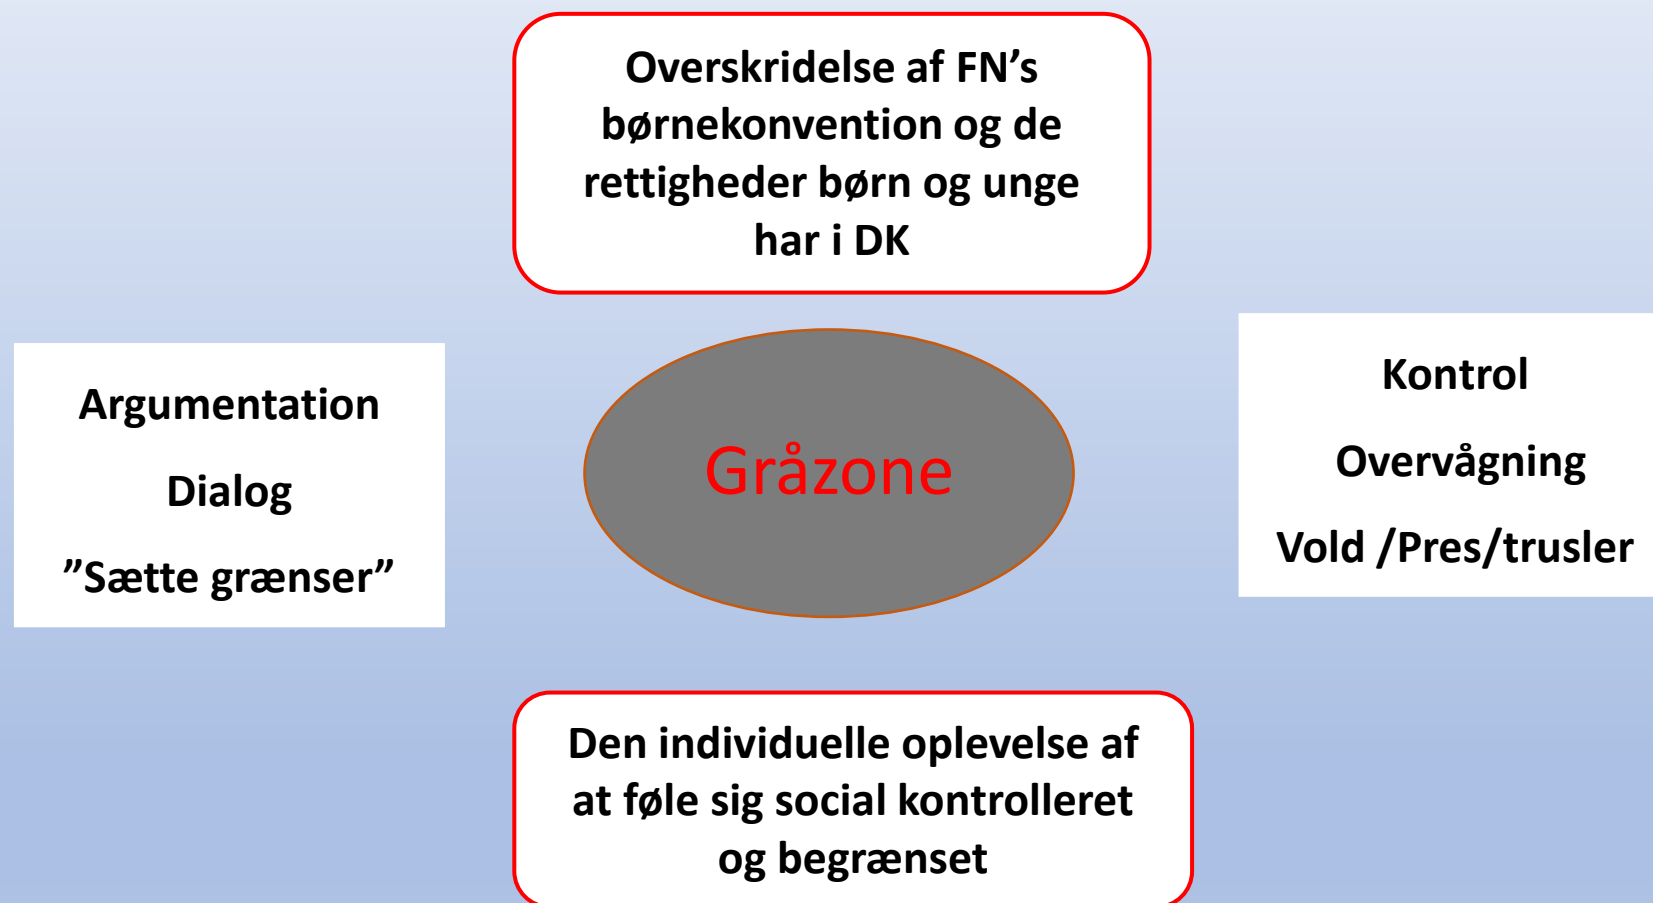 Overskridelse af FN’s
børnekonvention og de
rettigheder børn og unge
har i DK
Argumentation
Dialog
”Sætte grænser”
Gråzone
Kontrol
Overvågning
Vold /Pres/trusler
Den individuelle oplevelse af
at føle sig social kontrolleret
og begrænset